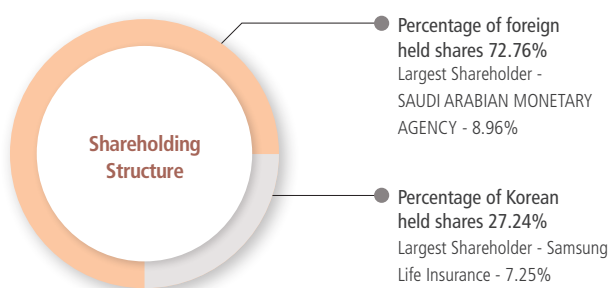 Shareholding
Structure
Percentage of foreign
held shares 72.76%
Largest Shareholder -
SAUDI ARABIAN MONETARY
AGENCY - 8.96%
Percentage of Korean
held shares 27.24%
Largest Shareholder - Samsung
Life Insurance - 7.25%